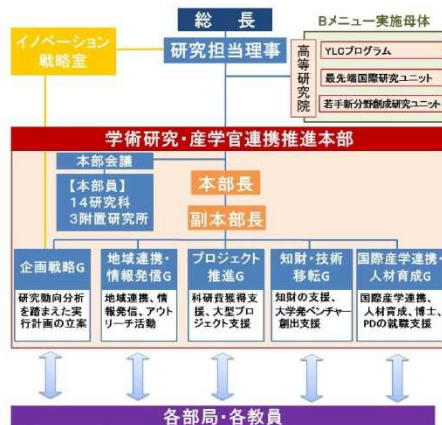 総　長
Bメニュー実施母体
イノベーション
戦略室
研究担当理事
高等研究院
YLCプログラム
最先端国際研究ユニット
若手新分野創成研究ユニット
学術研究・産学官連携推進本部
本部会議
【本部員】
14研究科
3附置研究所
本部長
副本部長
企画戦略G
研究動向分析
を踏まえた実
行計画の立案
地域連携・
情報発信G
地域連携、情
報発信、アウト
リーチ活動
プロジェクト
推進G
科研費獲得支
援、大型プロ
ジェクト支援
知財・技術
移転G
知財の支援、
大学発ベンチャー
創出支援
国際産学連携・
人材育成G
国際産学連携、
人材育成、博士、
PDの就職支援
各部局・各教員